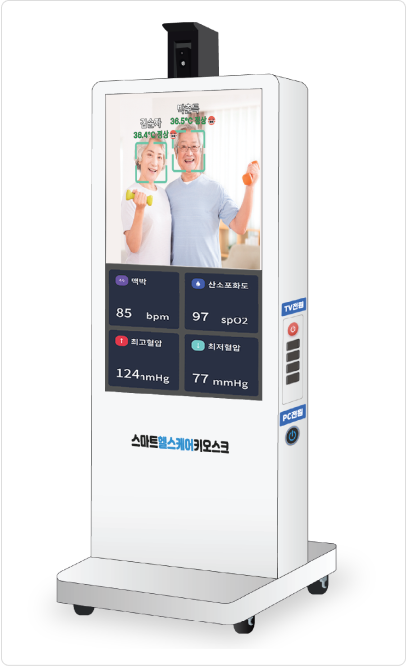 박출두
36.5°C 정상
김순자
36.4°C 정상
맥박
85 bpm
산소포화도
97 spO2
최고혈압
124mmHg
최저혈압
77 mmHg
TV전원
PC전원
스마트헬스케어키오스크